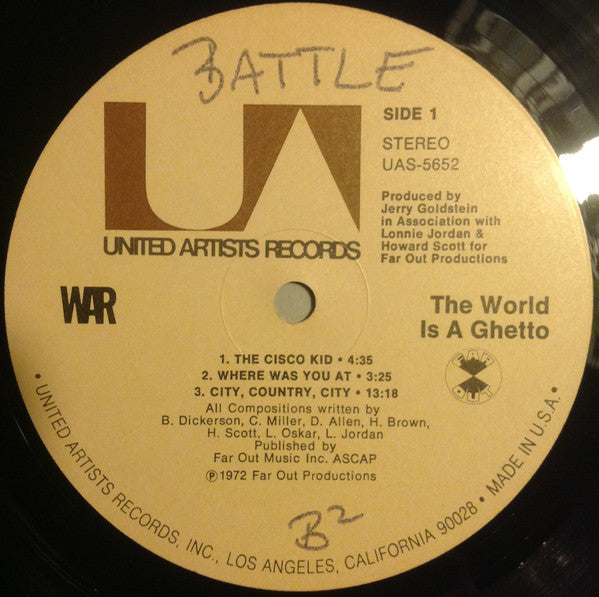 BATTLE
SIDE 1
STEREO
UAS-5652
Produced by
Jerry Goldstein
in Association with
Lonnie Jordan &
Howard Scott for
Far Out Productions
UA
UNITED ARTISTS RECORDS
WAR
The World
Is A Ghetto
FAR
OUT
1. THE CISCO KID • 4:35
2. WHERE WAS YOU AT • 3:25
3. CITY, COUNTRY, CITY • 13:18
All Compositions written by
B. Dickerson, C. Miller, D. Allen, H. Brown,
H. Scott, L. Oskar, L. Jordan
Published by
Far Out Music Inc. ASCAP
℗ 1972 Far Out Productions
B2
• UNITED ARTISTS RECORDS, INC., LOS ANGELES, CALIFORNIA 90028 • MADE IN U.S.A. •